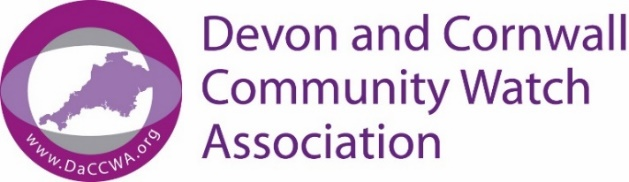 Devon and Cornwall
Community Watch
Association
www.DaCCWA.org